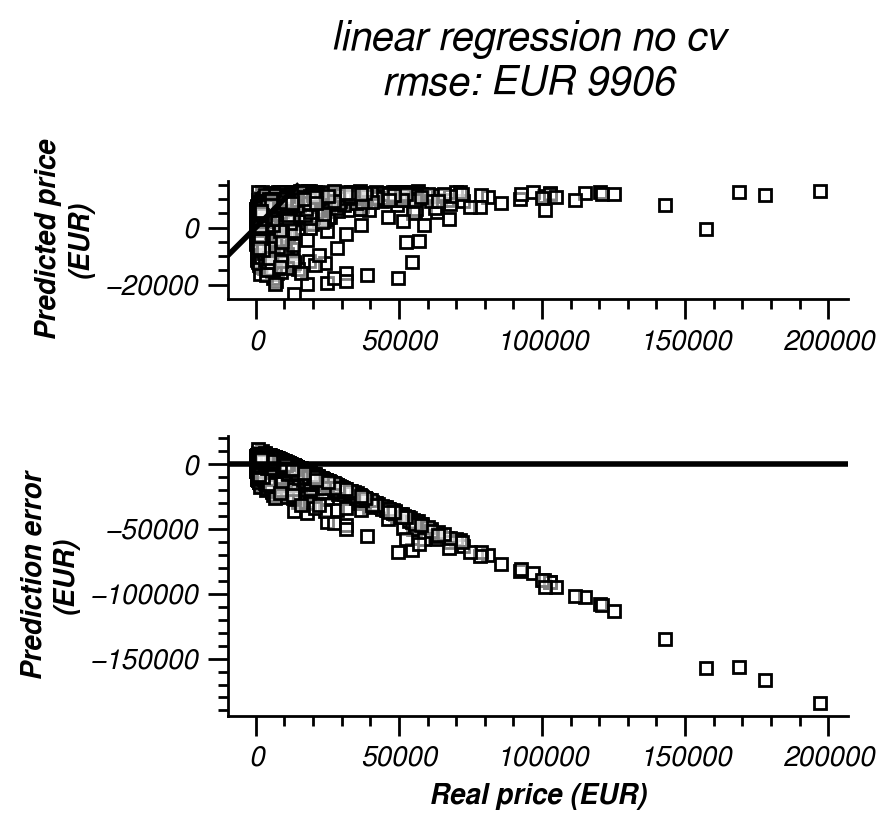 linear regression no cv
rmse: EUR 9906
Predicted price
(EUR)
0
−20000
0 50000 100000 150000 200000
Prediction error
(EUR)
0
−50000
−100000
−150000
0 50000 100000 150000 200000
Real price (EUR)